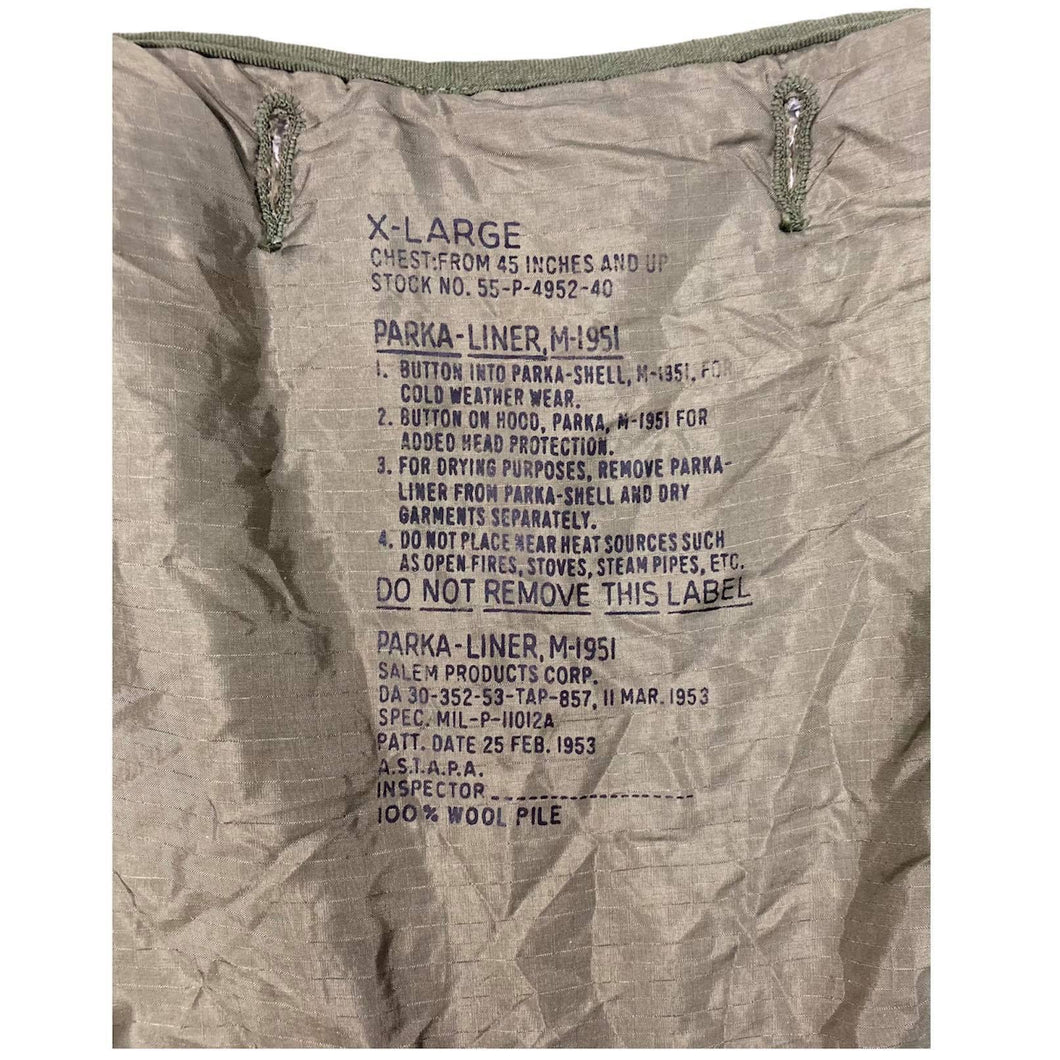 X-LARGE
CHEST:FROM 45 INCHES AND UP
STOCK NO. 55-P-4952-40
PARKA-LINER, M-1951
1. BUTTON INTO PARKA-SHELL, M-1951, FOR
COLD WEATHER WEAR.
2. BUTTON ON HOOD, PARKA, M-1951 FOR
ADDED HEAD PROTECTION.
3. FOR DRYING PURPOSES, REMOVE PARKA-
LINER FROM PARKA-SHELL AND DRY
GARMENTS SEPARATELY.
4. DO NOT PLACE NEAR HEAT SOURCES SUCH
AS OPEN FIRES, STOVES, STEAM PIPES, ETC.
DO NOT REMOVE THIS LABEL
PARKA-LINER, M-1951
SALEM PRODUCTS CORP.
DA 30-352-53-TAP-857, 11 MAR. 1953
SPEC. MIL-P-11012A
PATT. DATE 25 FEB. 1953
A.S.T.A.P.A.
INSPECTOR
100% WOOL PILE